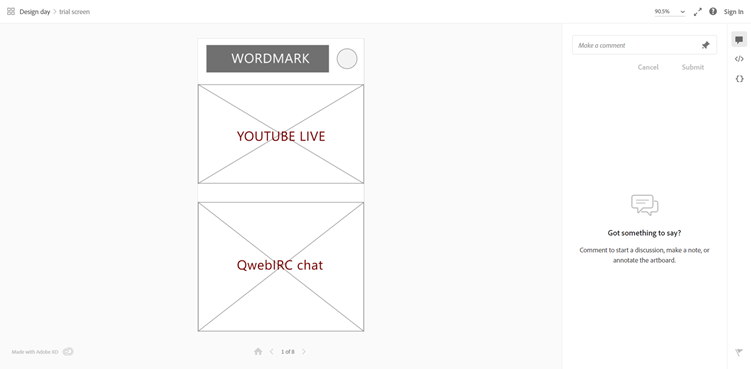 Design day > trial screen
90.5%
Sign In
WORDMARK
YOUTUBE LIVE
QwebIRC chat
Make a comment
Cancel Submit
Got something to say?
Comment to start a discussion, make a note, or
annotate the artboard.
Made with Adobe XD
1 of 8